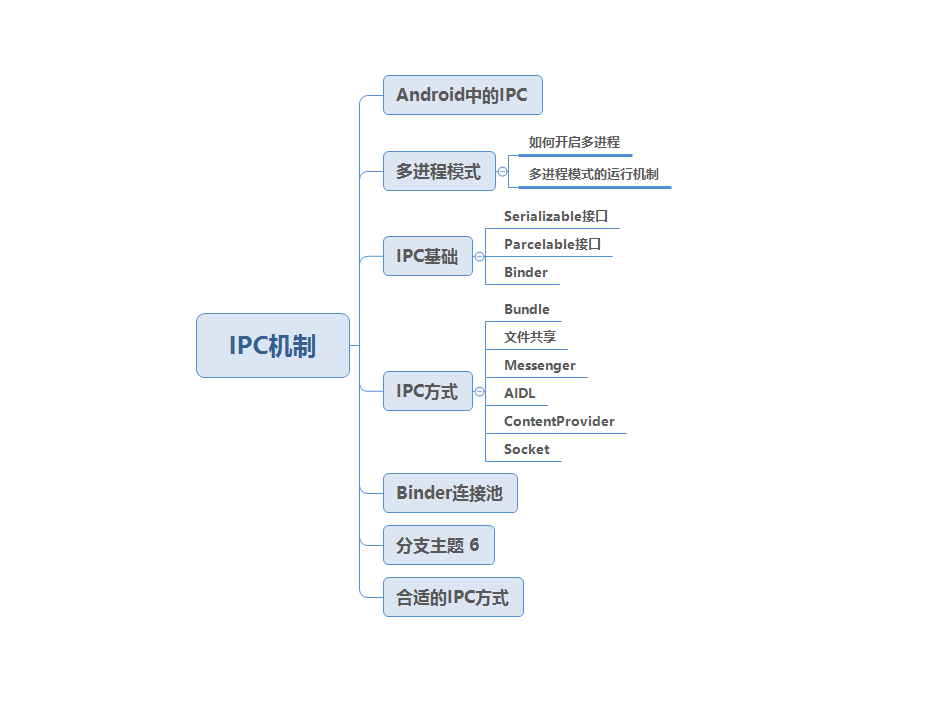 IPC机制
Android中的IPC
多进程模式
如何开启多进程
多进程模式的运行机制
IPC基础
Serializable接口
Parcelable接口
Binder
IPC方式
Bundle
文件共享
Messenger
AIDL
ContentProvider
Socket
Binder连接池
分支主题 6
合适的IPC方式